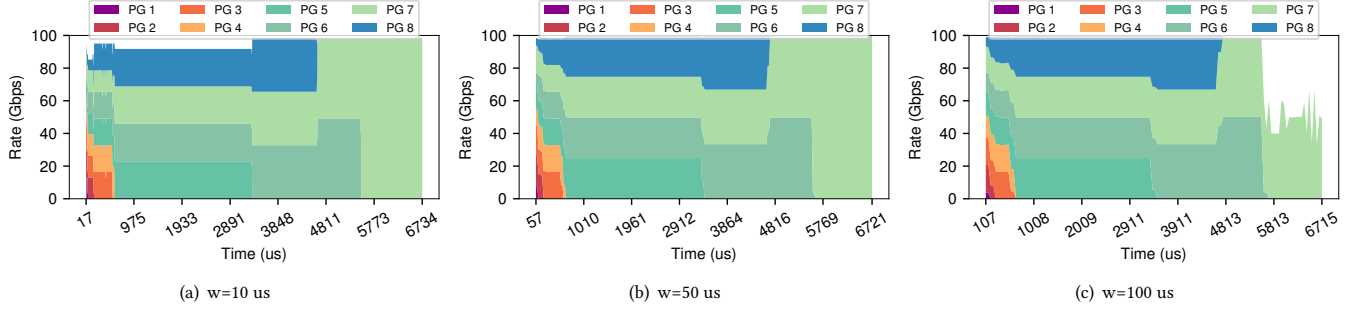 PG 1 PG 3 PG 5 PG 7
PG 2 PG 4 PG 6 PG 8
100
80
60
40
20
0
Rate (Gbps)
17 975 1933 2891 3848 4811 5773 6734
Time (us)
(a) w=10 us
PG 1 PG 3 PG 5 PG 7
PG 2 PG 4 PG 6 PG 8
100
80
60
40
20
0
Rate (Gbps)
57 1010 1961 2912 3864 4816 5769 6721
Time (us)
(b) w=50 us
PG 1 PG 3 PG 5 PG 7
PG 2 PG 4 PG 6 PG 8
100
80
60
40
20
0
Rate (Gbps)
107 1008 2009 2911 3911 4813 5813 6715
Time (us)
(c) w=100 us